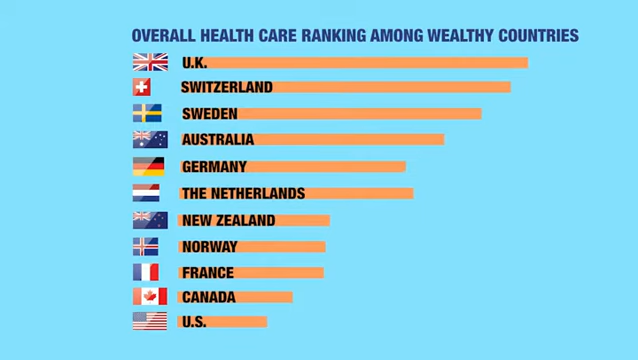 OVERALL HEALTH CARE RANKING AMONG WEALTHY COUNTRIES
U.K.
SWITZERLAND
SWEDEN
AUSTRALIA
GERMANY
THE NETHERLANDS
NEW ZEALAND
NORWAY
FRANCE
CANADA
U.S.